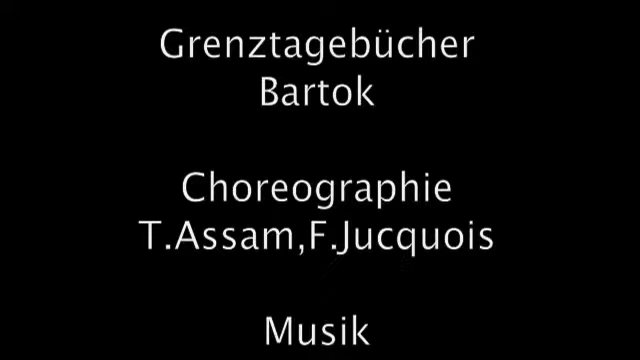 Grenztagebücher
Bartok
Choreographie
T.Assam,F.Jucquois
Musik